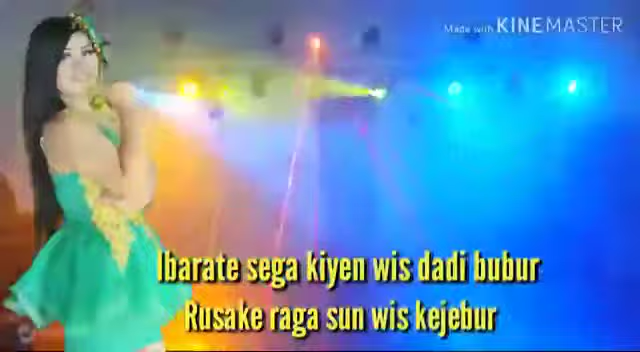 Made with KINEMASTER
Ibarate sega kiyen wis dadi bubur
Rusake raga sun wis kejebur